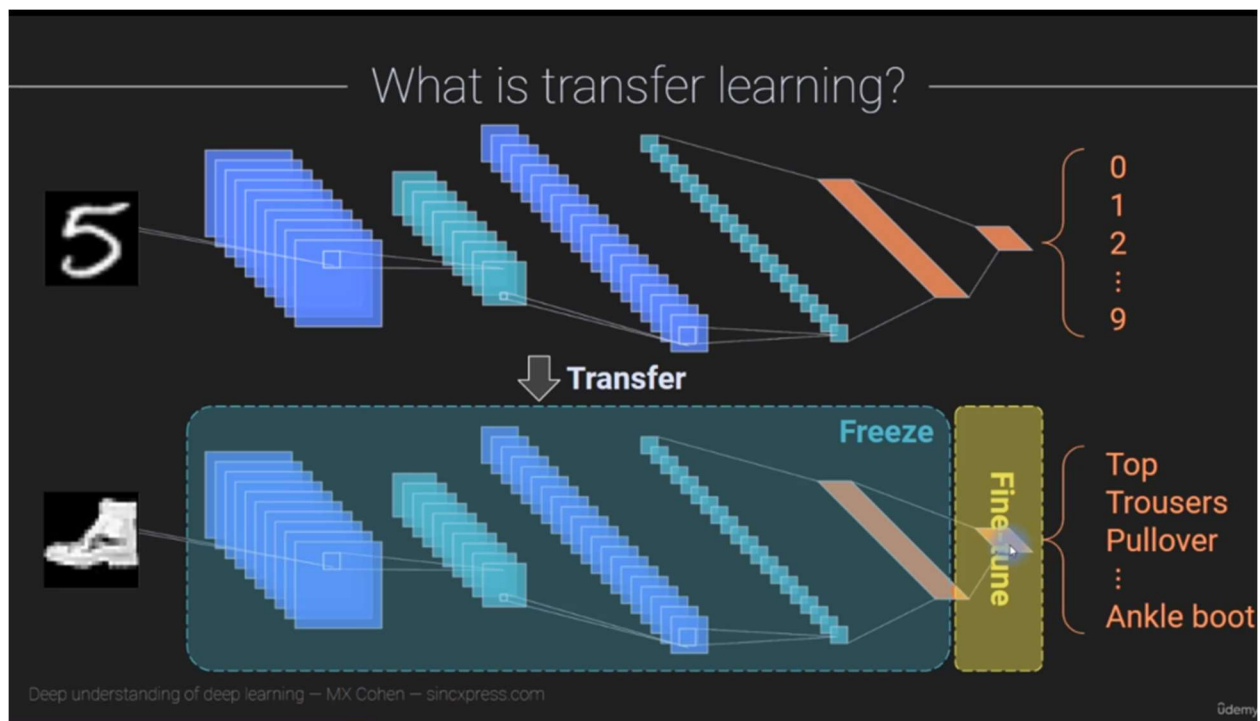 What is transfer learning?
5
0
1
2
⋮
9
Transfer
Freeze
Fine-tune
Top
Trousers
Pullover
⋮
Ankle boot
Deep understanding of deep learning — MX Cohen — sincxpress.com
ûdemy